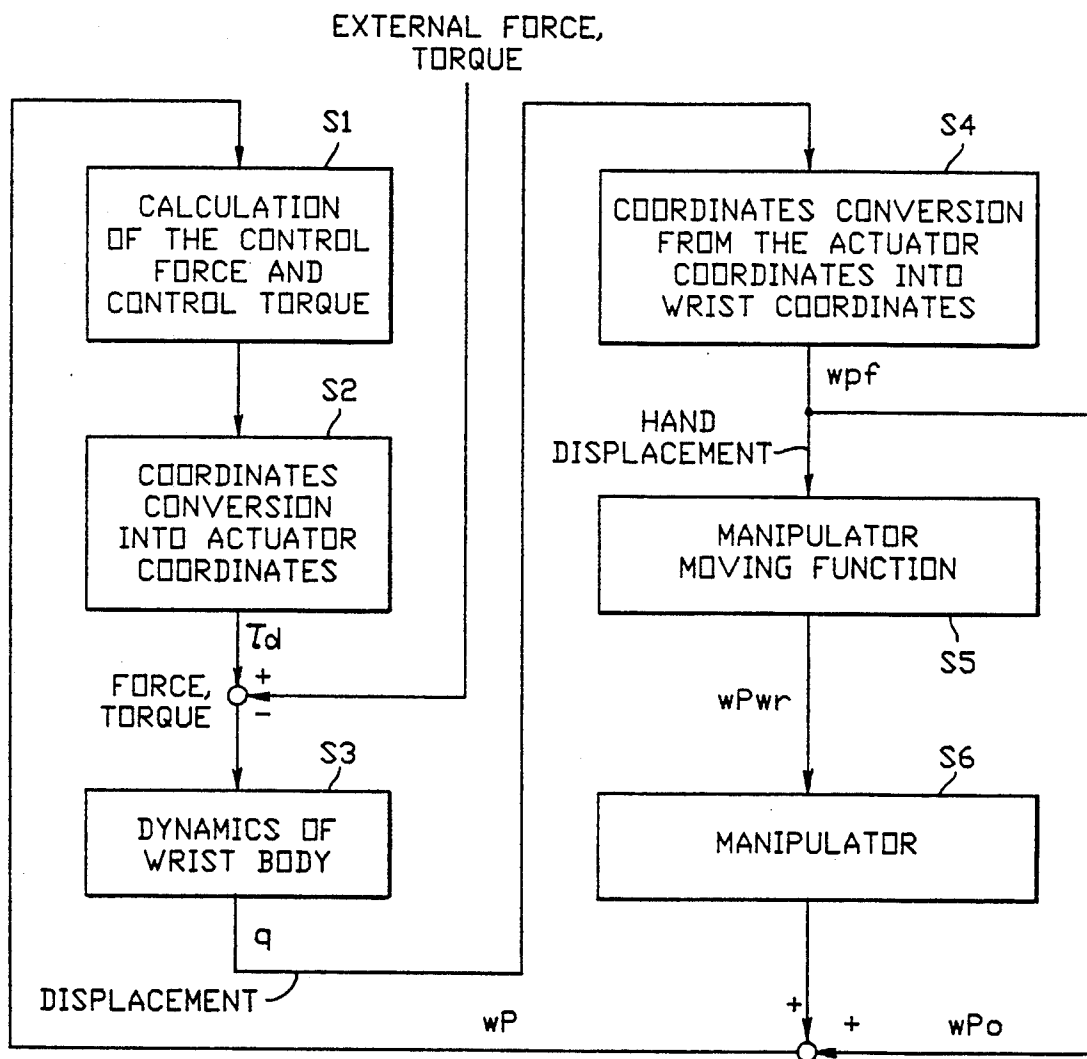 EXTERNAL FORCE,
TORQUE
S1
CALCULATION
OF THE CONTROL
FORCE AND
CONTROL TORQUE
S2
COORDINATES
CONVERSION
INTO ACTUATOR
COORDINATES
τd
+
FORCE,
TORQUE
-
S3
DYNAMICS OF
WRIST BODY
q
DISPLACEMENT
S4
COORDINATES CONVERSION
FROM THE ACTUATOR
COORDINATES INTO
WRIST COORDINATES
wpf
HAND
DISPLACEMENT
MANIPULATOR
MOVING FUNCTION
S5
wPwr
S6
MANIPULATOR
+
+
wP
wPo